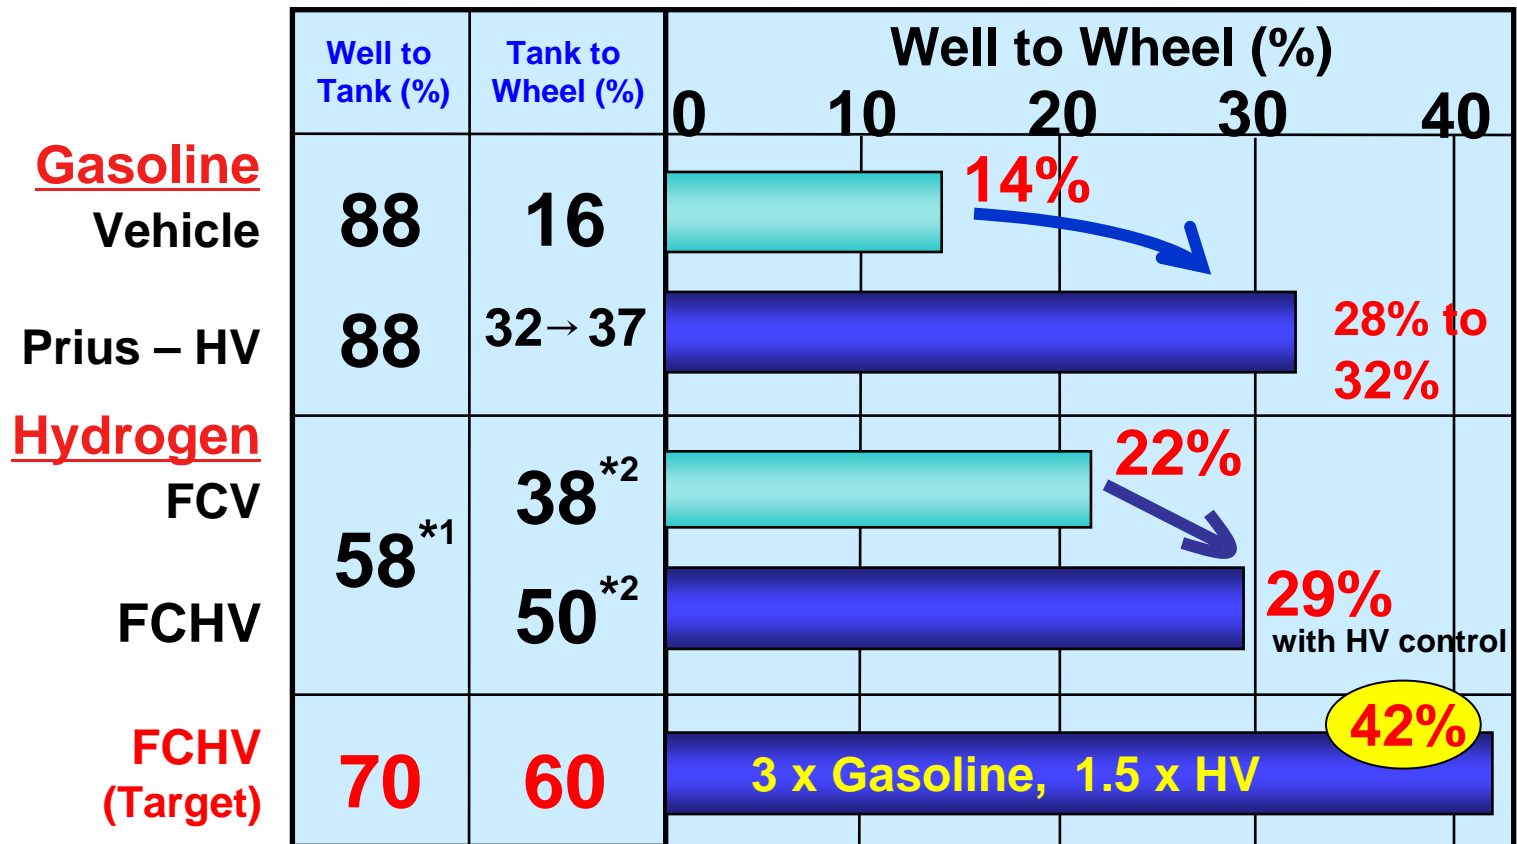 Well to Tank (%)
Tank to Wheel (%)
Well to Wheel (%)
0 10 20 30 40
Gasoline
Vehicle 88 16 14%
Prius – HV 88 32→37 28% to 32%
Hydrogen
FCV 58*1 38*2 22%
FCHV 50*2 29%
with HV control
FCHV (Target) 70 60 42%
3 x Gasoline, 1.5 x HV